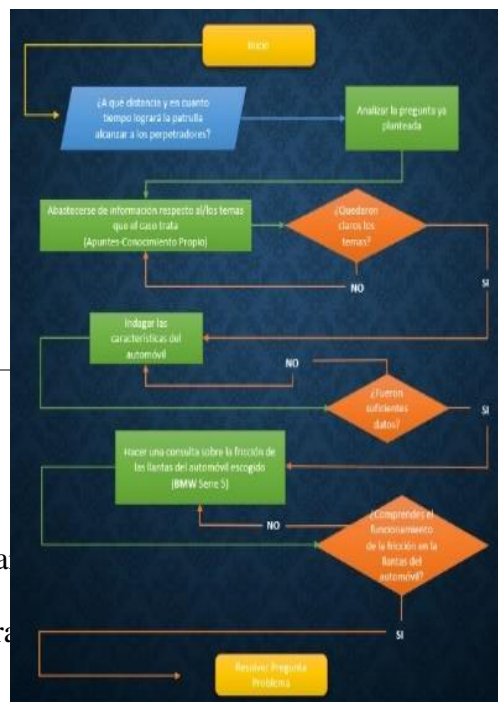 Inicio
¿A qué distancia y en cuanto
tiempo logrará la patrulla
alcanzar a los perpetradores?
Analizar la pregunta ya
planteada
Abastecerse de información respecto al/los temas
que el caso trata
(Apuntes-Conocimiento Propio)
¿Quedaron
claros los
temas?
NO
SI
Indagar las
características del
automóvil
NO
¿Fueron
suficientes
datos?
SI
Hacer una consulta sobre la fricción de
las llantas del automóvil escogido
(BMW Serie 5)
NO
¿Comprendes el
funcionamiento
de la fricción en la
llantas del
automóvil?
SI
Resolver Pregunta
Problema